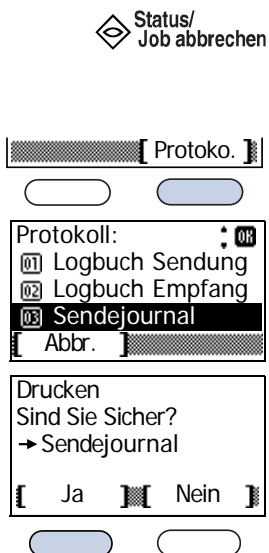 Status/
Job abbrechen
[ Protoko. ]
Protokoll: OK
01 Logbuch Sendung
02 Logbuch Empfang
03 Sendejournal
[ Abbr. ]
Drucken
Sind Sie Sicher?
→ Sendejournal
[ Ja ] [ Nein ]